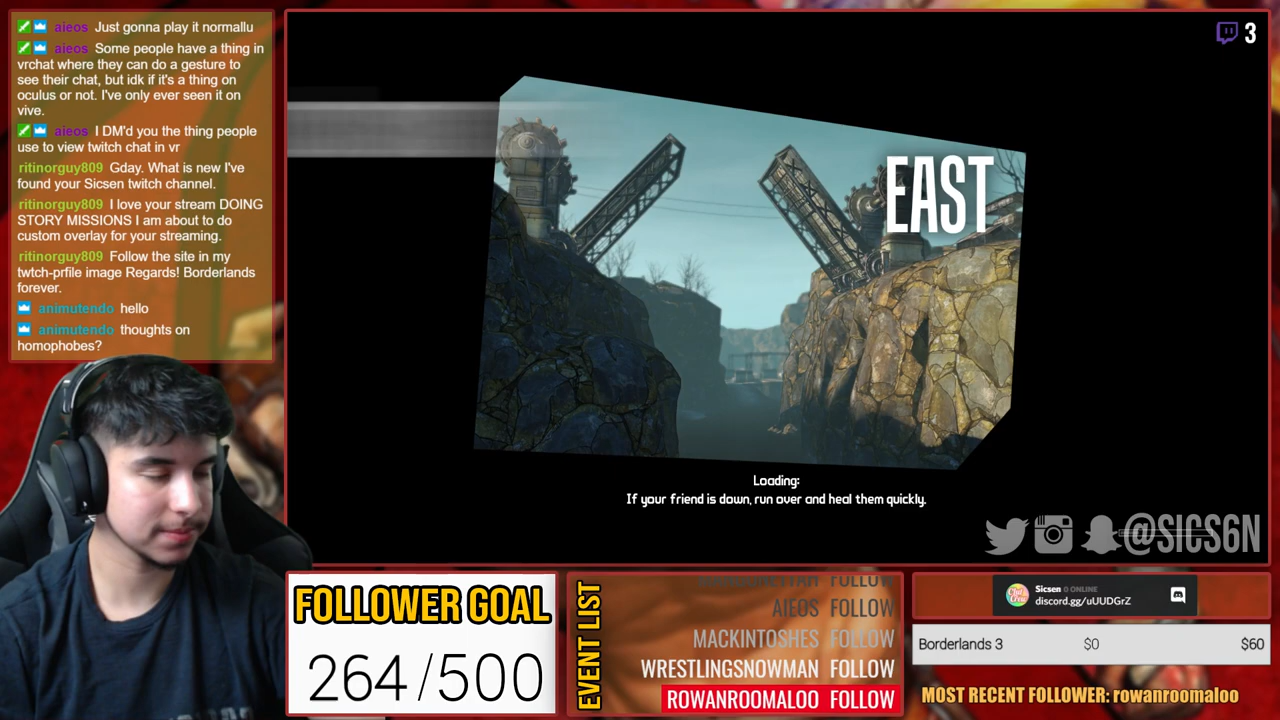 aieos Just gonna play it normallu
aieos Some people have a thing in
vrchat where they can do a gesture to
see their chat, but idk if it's a thing on
oculus or not. I've only ever seen it on
vive.
aieos I DM'd you the thing people
use to view twitch chat in vr
ritinorguy809 Gday. What is new I've
found your Sicsen twitch channel.
ritinorguy809 I love your stream DOING
STORY MISSIONS I am about to do
custom overlay for your streaming.
ritinorguy809 Follow the site in my
twtch-prfile image Regards! Borderlands
forever.
animutendo hello
animutendo thoughts on
homophobes?
3
EAST
Loading:
If your friend is down, run over and heal them quickly.
@SICS6N
FOLLOWER GOAL
264/500
EVENT LIST
FOLLOW
AIEOS FOLLOW
MACKINTOSHES FOLLOW
WRESTLINGSNOWMAN FOLLOW
ROWANROOMALOO FOLLOW
Sicsen 0 ONLINE
discord.gg/uUUDGrZ
Borderlands 3 $0 $60
MOST RECENT FOLLOWER: rowanroomaloo